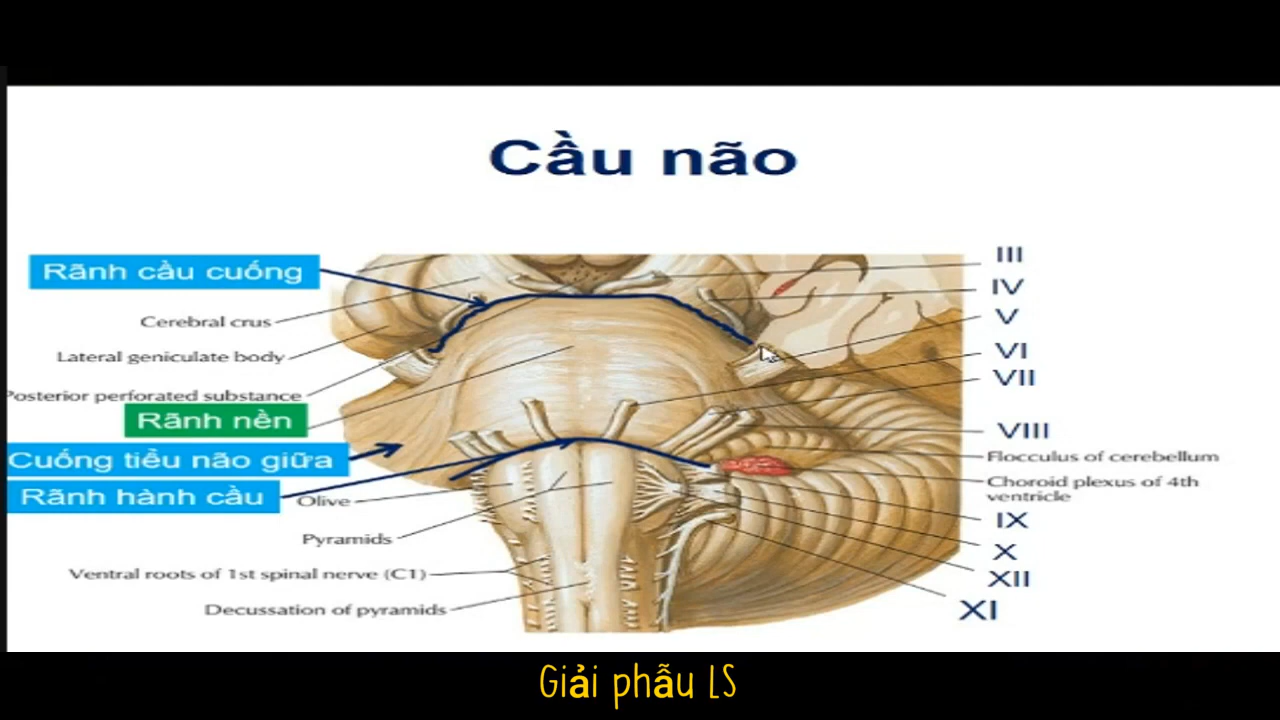 Cầu não
Rãnh cầu cuống
Cerebral crus
Lateral geniculate body
Posterior perforated substance
Rãnh nền
Cuống tiểu não giữa
Rãnh hành cầu
Olive
Pyramids
Ventral roots of 1st spinal nerve (C1)
Decussation of pyramids
III
IV
V
VI
VII
VIII
Flocculus of cerebellum
Choroid plexus of 4th
ventricle
IX
X
XII
XI
Giải phẫu LS